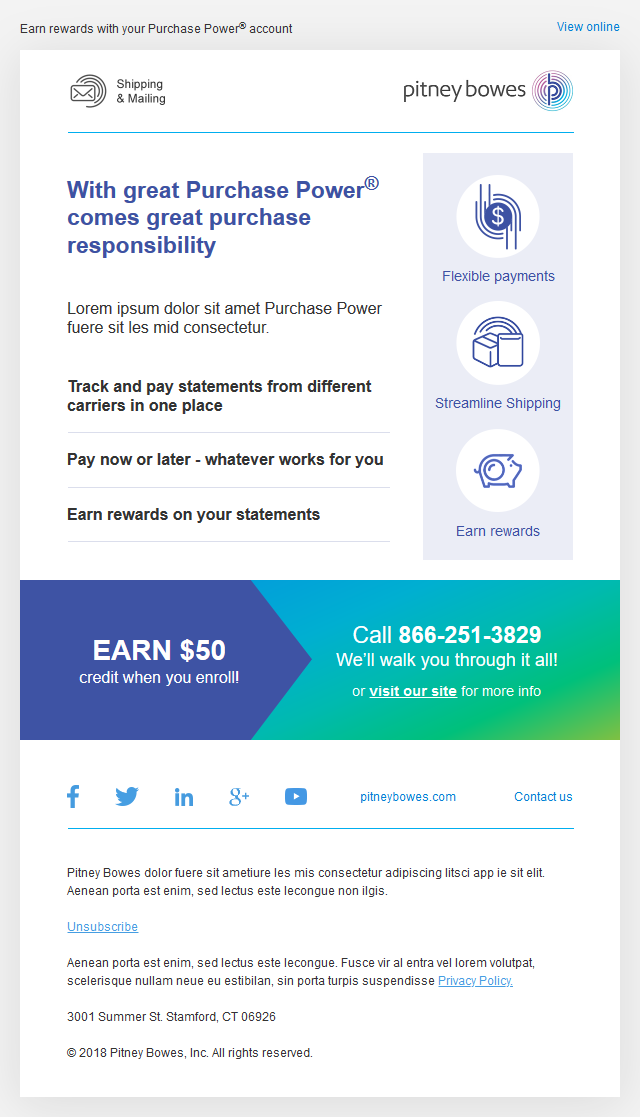 Earn rewards with your Purchase Power® account
View online
Shipping
& Mailing
pitney bowes
With great Purchase Power®
comes great purchase
responsibility
Lorem ipsum dolor sit amet Purchase Power
fuere sit les mid consectetur.
Track and pay statements from different
carriers in one place
Pay now or later - whatever works for you
Earn rewards on your statements
$
Flexible payments
Streamline Shipping
Earn rewards
EARN $50
credit when you enroll!
Call 866-251-3829
We'll walk you through it all!
or visit our site for more info
pitneybowes.com
Contact us
Pitney Bowes dolor fuere sit ametiure les mis consectetur adipiscing litsci app ie sit elit.
Aenean porta est enim, sed lectus este lecongue non ilgis.
Unsubscribe
Aenean porta est enim, sed lectus este lecongue. Fusce vir al entra vel lorem volutpat,
scelerisque nullam neue eu estibilan, sin porta turpis suspendisse Privacy Policy.
3001 Summer St. Stamford, CT 06926
© 2018 Pitney Bowes, Inc. All rights reserved.